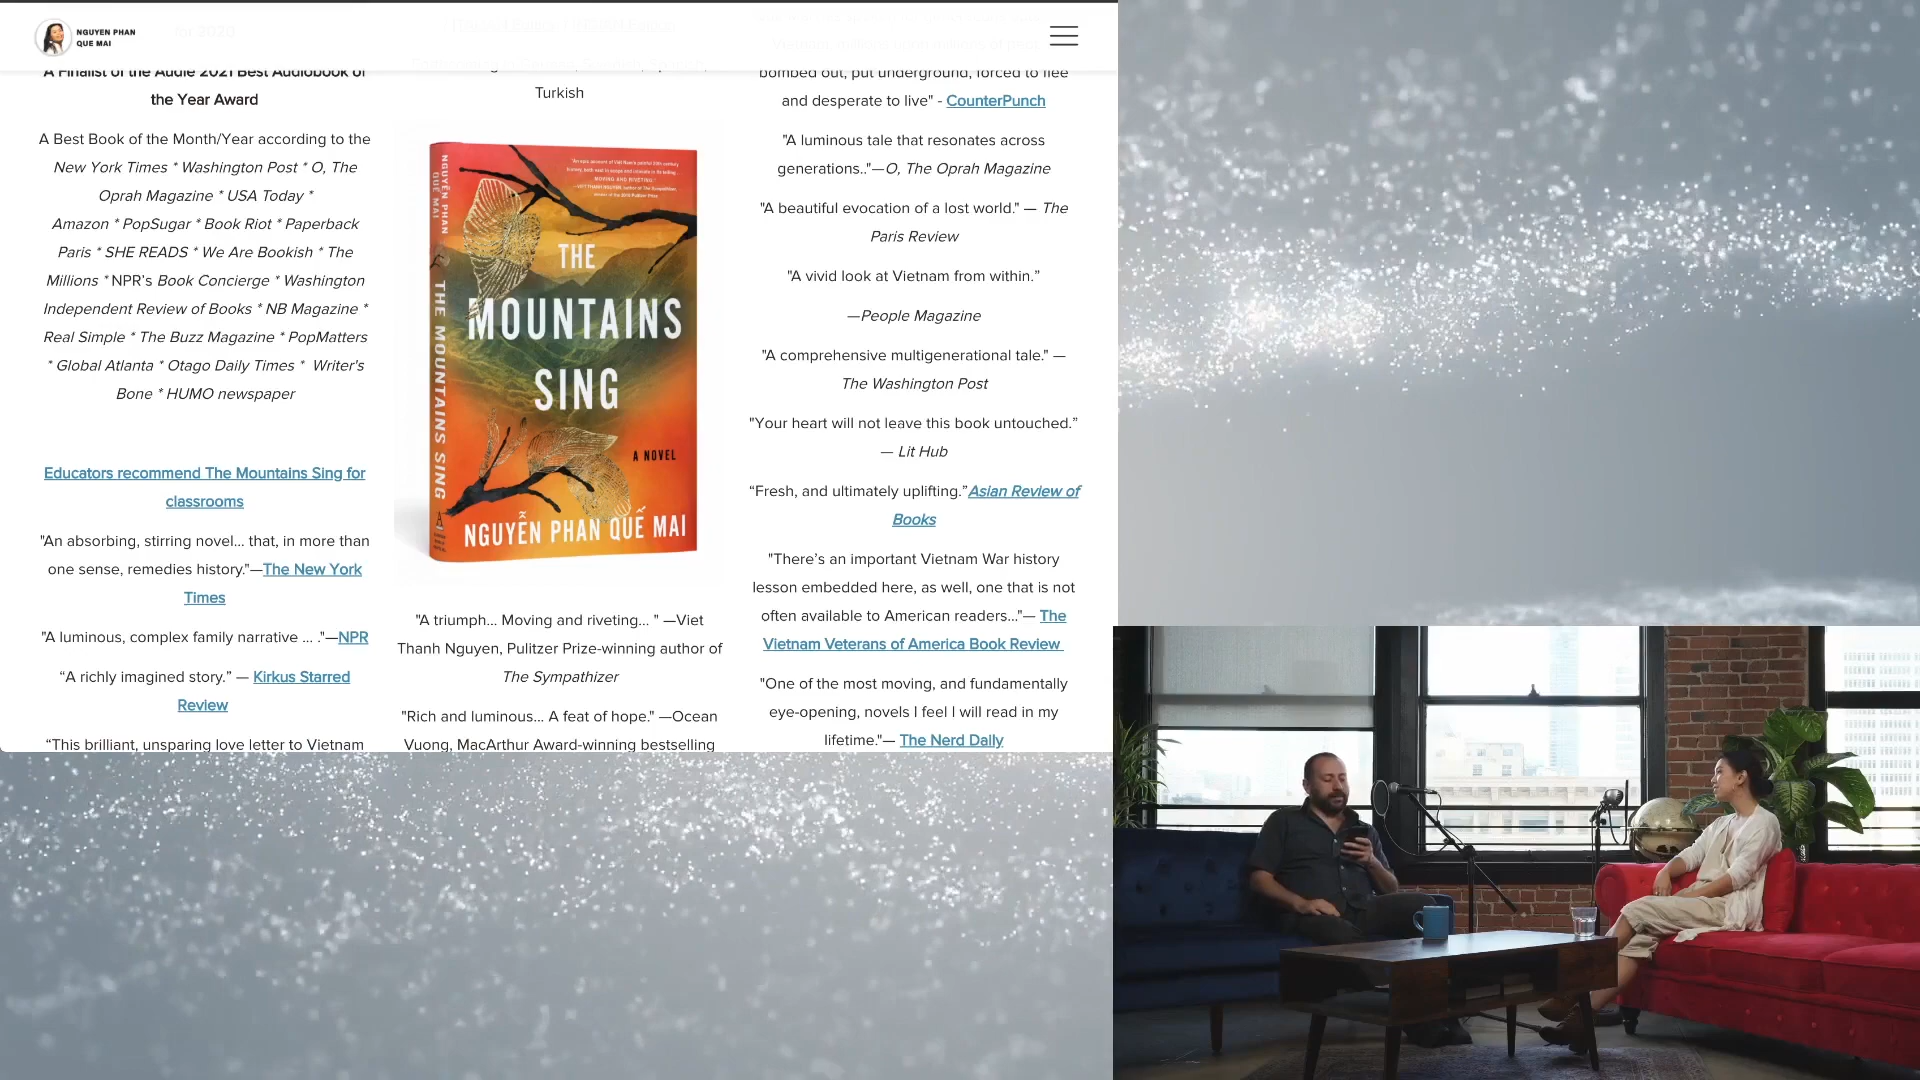 NGUYEN PHAN
QUE MAI
A Finalist of the Audie 2021 Best Audiobook of
the Year Award
A Best Book of the Month/Year according to the
New York Times * Washington Post * O, The
Oprah Magazine * USA Today *
Amazon * PopSugar * Book Riot * Paperback
Paris * SHE READS * We Are Bookish * The
Millions * NPR's Book Concierge * Washington
Independent Review of Books * NB Magazine *
Real Simple * The Buzz Magazine * PopMatters
* Global Atlanta * Otago Daily Times * Writer's
Bone * HUMO newspaper
Educators recommend The Mountains Sing for
classrooms
"An absorbing, stirring novel... that, in more than
one sense, remedies history."—The New York
Times
"A luminous, complex family narrative ... ."—NPR
“A richly imagined story.” — Kirkus Starred
Review
“This brilliant, unsparing love letter to Vietnam
Turkish
NGUYỄN PHAN
QUẾ MAI
THE MOUNTAINS SING
MOVING AND RIVETING.
THE
MOUNTAINS
SING
A NOVEL
NGUYỄN PHAN QUẾ MAI
"A triumph... Moving and riveting... " —Viet
Thanh Nguyen, Pulitzer Prize-winning author of
The Sympathizer
"Rich and luminous... A feat of hope." —Ocean
Vuong, MacArthur Award-winning bestselling
bombed out, put underground, forced to flee
and desperate to live" - CounterPunch
"A luminous tale that resonates across
generations.."—O, The Oprah Magazine
"A beautiful evocation of a lost world." — The
Paris Review
"A vivid look at Vietnam from within.”
—People Magazine
"A comprehensive multigenerational tale." —
The Washington Post
"Your heart will not leave this book untouched.”
— Lit Hub
“Fresh, and ultimately uplifting.”Asian Review of
Books
"There’s an important Vietnam War history
lesson embedded here, as well, one that is not
often available to American readers..."— The
Vietnam Veterans of America Book Review
"One of the most moving, and fundamentally
eye-opening, novels I feel I will read in my
lifetime."— The Nerd Daily